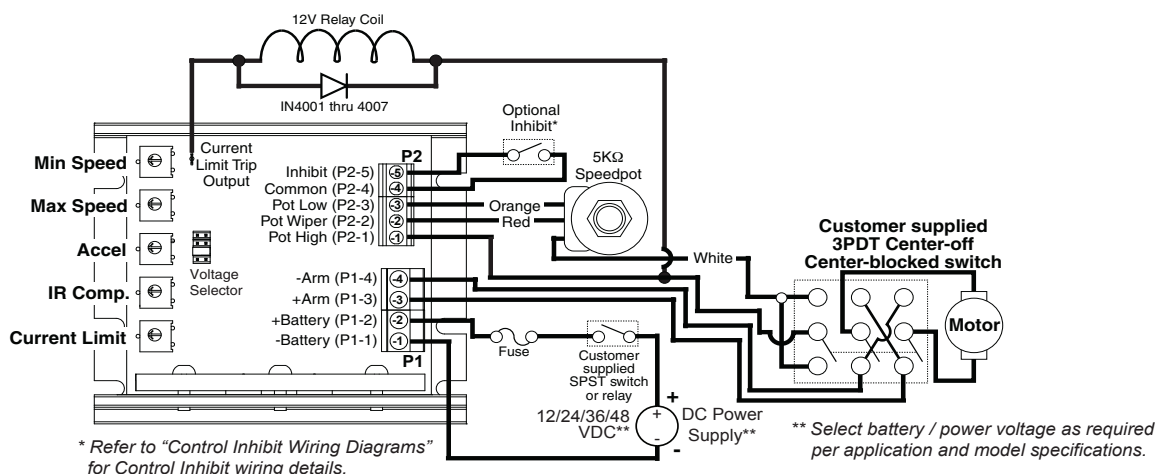 12V Relay Coil
IN4001 thru 4007
Optional
Inhibit*
Current
Limit Trip
Output
P2
5KΩ
Speedpot
Min Speed
Max Speed
Accel
IR Comp.
Current Limit
Voltage
Selector
Inhibit (P2-5)
Common (P2-4)
Pot Low (P2-3)
Pot Wiper (P2-2)
Pot High (P2-1)
-5
-4
-3
-2
-1
Orange
Red
White
-Arm (P1-4)
+Arm (P1-3)
+Battery (P1-2)
-Battery (P1-1)
-4
-3
-2
-1
P1
Fuse
Customer
supplied
SPST switch
or relay
Customer supplied
3PDT Center-off
Center-blocked switch
Motor
12/24/36/48
VDC**
+
+
-
-
DC Power
Supply**
* Refer to “Control Inhibit Wiring Diagrams”
for Control Inhibit wiring details.
** Select battery / power voltage as required
per application and model specifications.